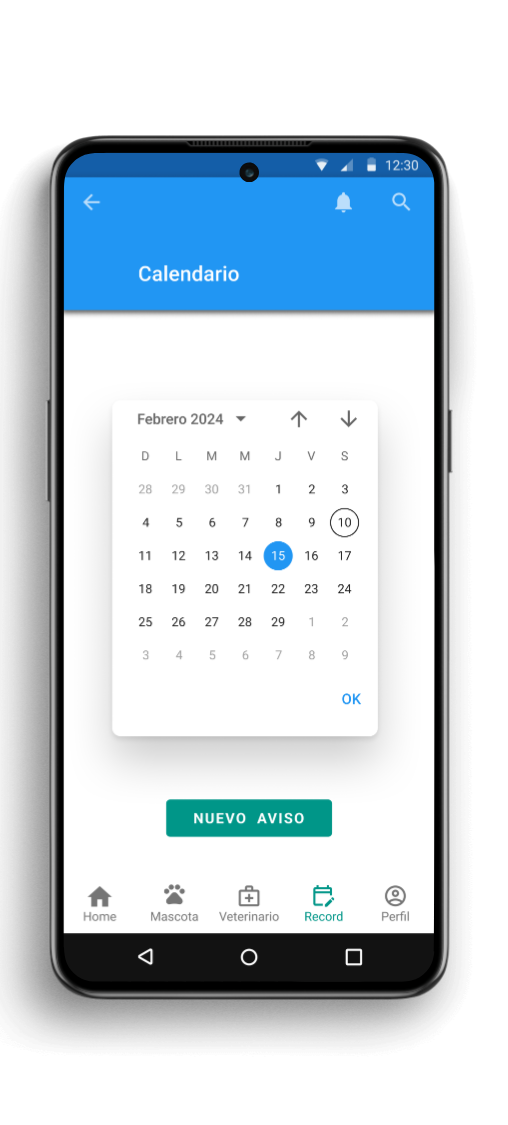 12:30
Calendario
Febrero 2024
D L M M J V S
28 29 30 31 1 2 3
4 5 6 7 8 9 10
11 12 13 14 15 16 17
18 19 20 21 22 23 24
25 26 27 28 29 1 2
3 4 5 6 7 8 9
OK
NUEVO AVISO
Home Mascota Veterinario Record Perfil